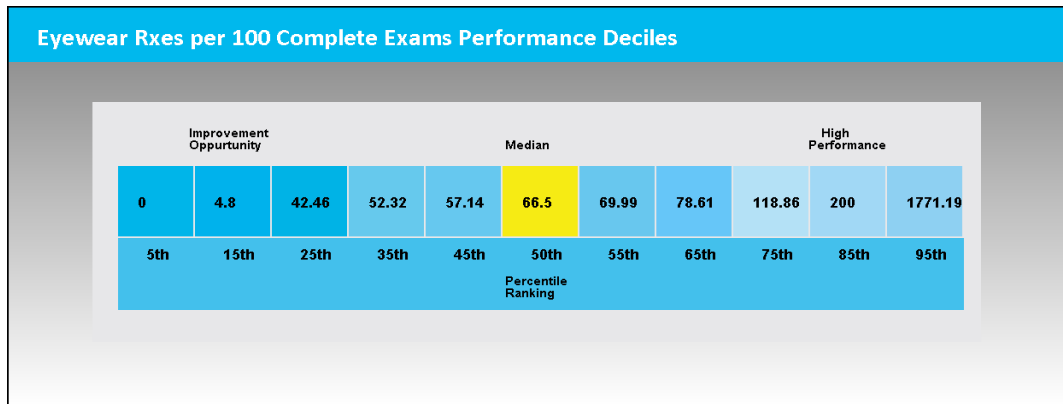 Eyewear Rxes per 100 Complete Exams Performance Deciles
Improvement
Oppurtunity
Median
High
Performance
0 4.8 42.46 52.32 57.14 66.5 69.99 78.61 118.86 200 1771.19
5th 15th 25th 35th 45th 50th 55th 65th 75th 85th 95th
Percentile
Ranking